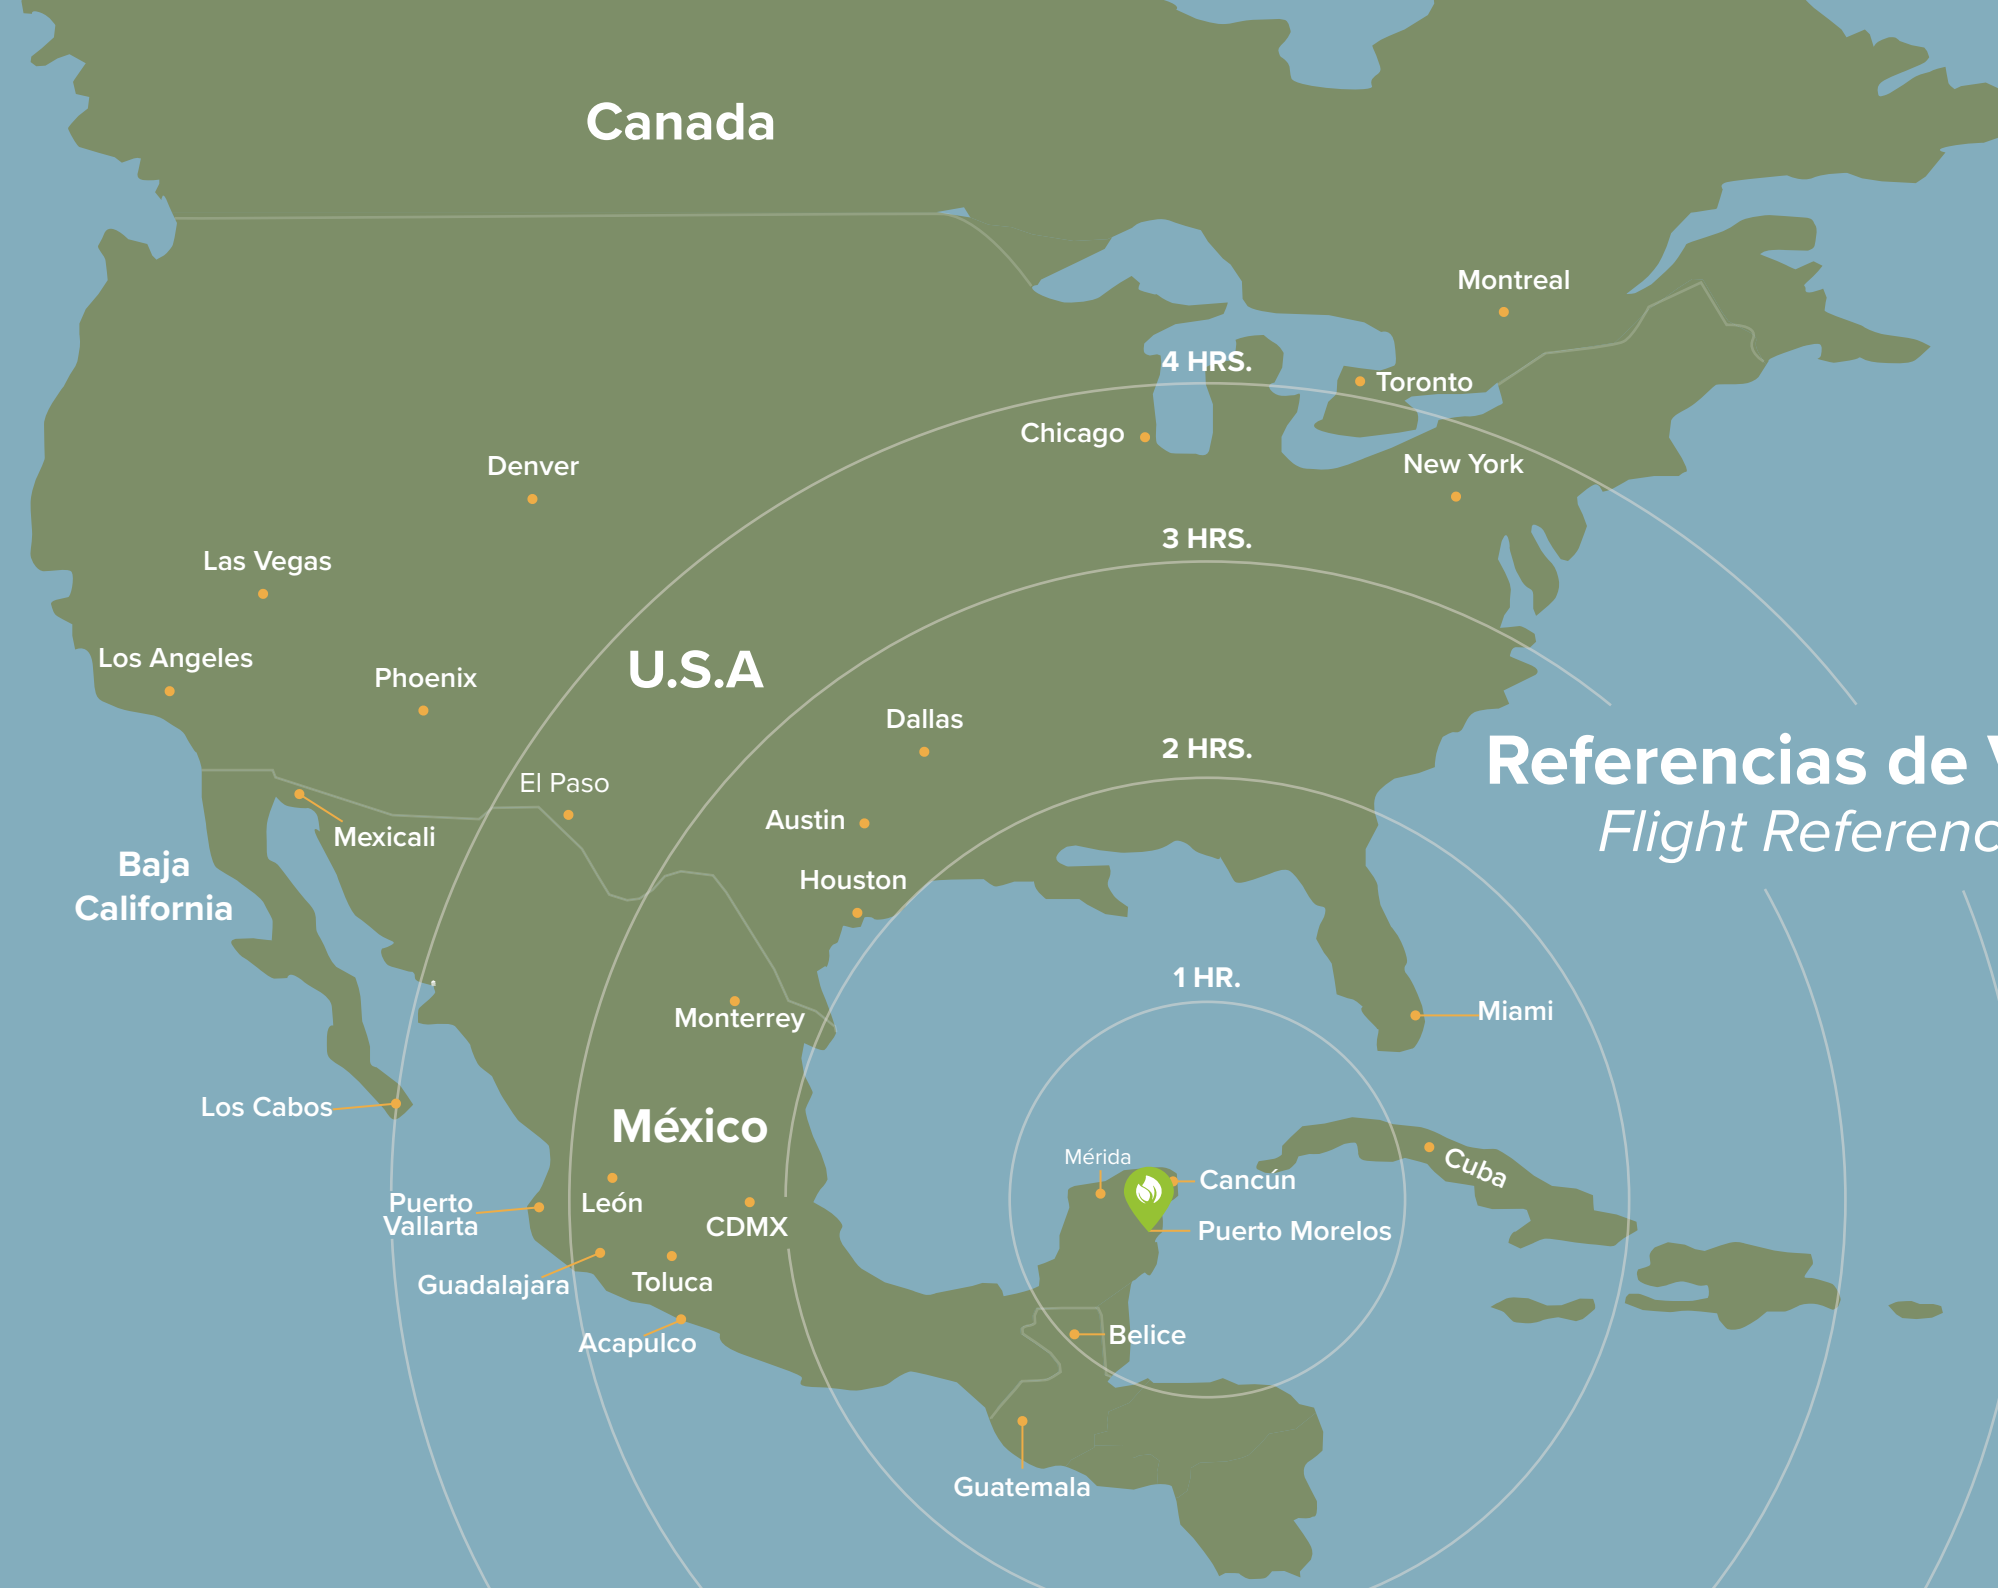 Canada
Montreal
4 HRS.
Toronto
Chicago
Denver
New York
3 HRS.
Las Vegas
Los Angeles
U.S.A
Phoenix
Dallas
2 HRS.
Referencias de
Flight
El Paso
Austin
Mexicali
Baja
California
Houston
1 HR.
Miami
Monterrey
Los Cabos
México
Mérida
Cuba
Cancún
Puerto
Vallarta
León
CDMX
Puerto Morelos
Guadalajara
Toluca
Acapulco
Belice
Guatemala